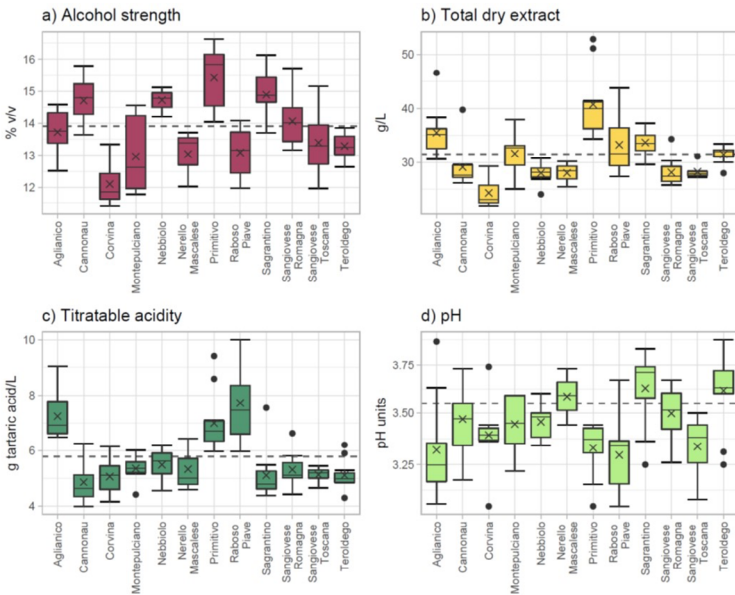 a) Alcohol strength
% v/v
16
15
14
13
12
Aglianico
Cannonau
Corvina
Montepulciano
Nebbiolo
Nerello
Mascalese
Primitivo
Raboso
Piave
Sagrantino
Sangiovese
Romagna
Sangiovese
Toscana
Teroldego
b) Total dry extract
g/L
50
40
30
Aglianico
Cannonau
Corvina
Montepulciano
Nebbiolo
Nerello
Mascalese
Primitivo
Raboso
Piave
Sagrantino
Sangiovese
Romagna
Sangiovese
Toscana
Teroldego
c) Titratable acidity
g tartaric acid/L
10
8
6
4
Aglianico
Cannonau
Corvina
Montepulciano
Nebbiolo
Nerello
Mascalese
Primitivo
Raboso
Piave
Sagrantino
Sangiovese
Romagna
Sangiovese
Toscana
Teroldego
d) pH
pH units
3.75
3.50
3.25
Aglianico
Cannonau
Corvina
Montepulciano
Nebbiolo
Nerello
Mascalese
Primitivo
Raboso
Piave
Sagrantino
Sangiovese
Romagna
Sangiovese
Toscana
Teroldego